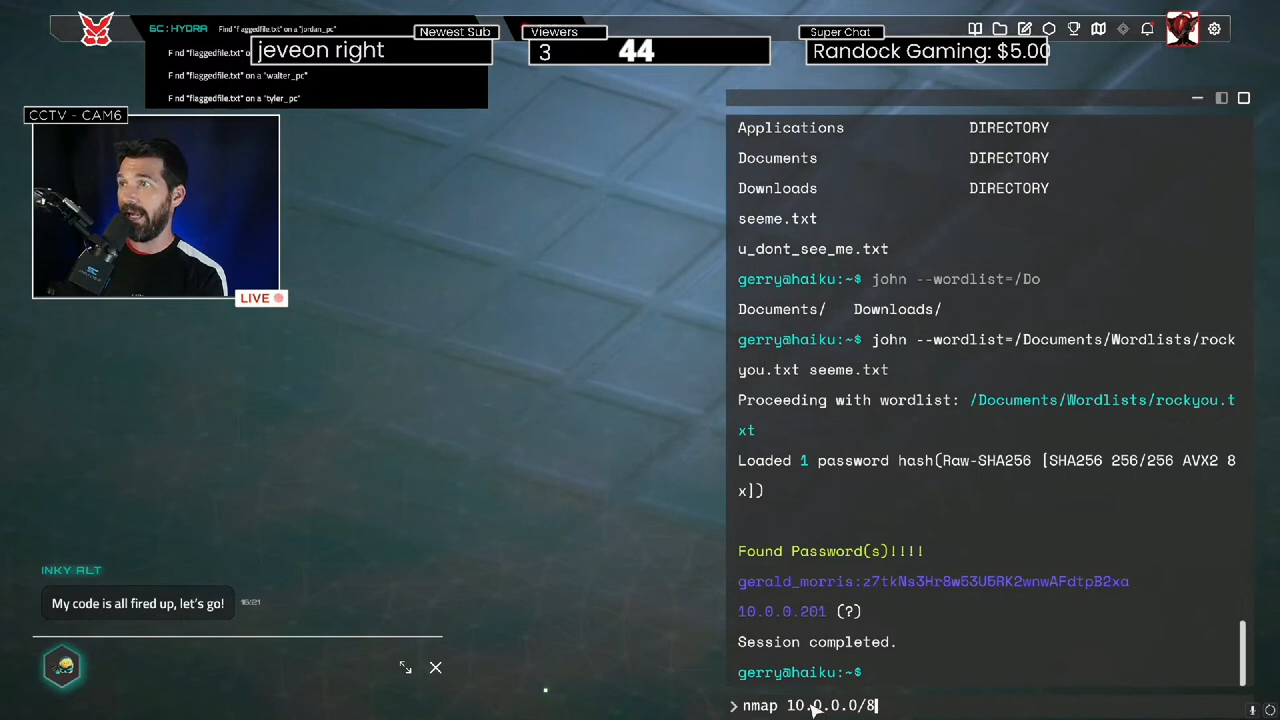 6C: HYDRA
Find "flaggedfile.txt" on a "jordan_pc"
Find "flaggedfile.txt" o
Find "flaggedfile.txt" on a "walter_pc"
Find "flaggedfile.txt" on a "tyler_pc"
Newest Sub
jeveon right
Viewers
3
44
Super Chat
Randock Gaming: $5.00
CCTV - CAM6
LIVE
Applications DIRECTORY
Documents DIRECTORY
Downloads DIRECTORY
seeme.txt
u_dont_see_me.txt
gerry@haiku:~$ john --wordlist=/Do
Documents/ Downloads/
gerry@haiku:~$ john --wordlist=/Documents/Wordlists/rock
you.txt seeme.txt
Proceeding with wordlist: /Documents/Wordlists/rockyou.t
xt
Loaded 1 password hash(Raw-SHA256 [SHA256 256/256 AVX2 8
x])
Found Password(s)!!!!
gerald_morris:z7tkNs3Hr8w53U5RK2wnwAFdtpB2xa
10.0.0.201 (?)
Session completed.
gerry@haiku:~$
> nmap 10.0.0.0/8
INKY ALT
My code is all fired up, let's go!